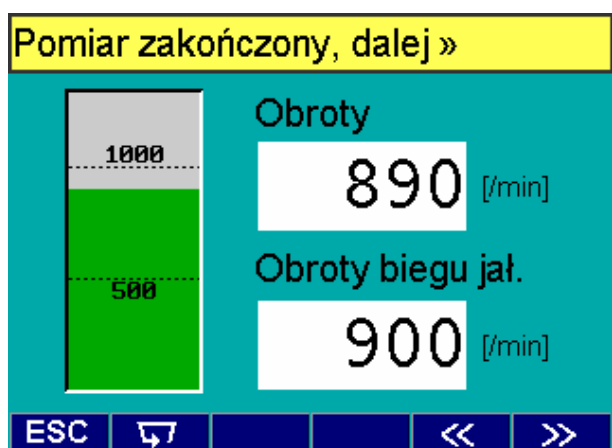 Pomiar zakończony, dalej »
Obroty
1000
890 [/min]
Obroty biegu jał.
500
900 [/min]
ESC << >>